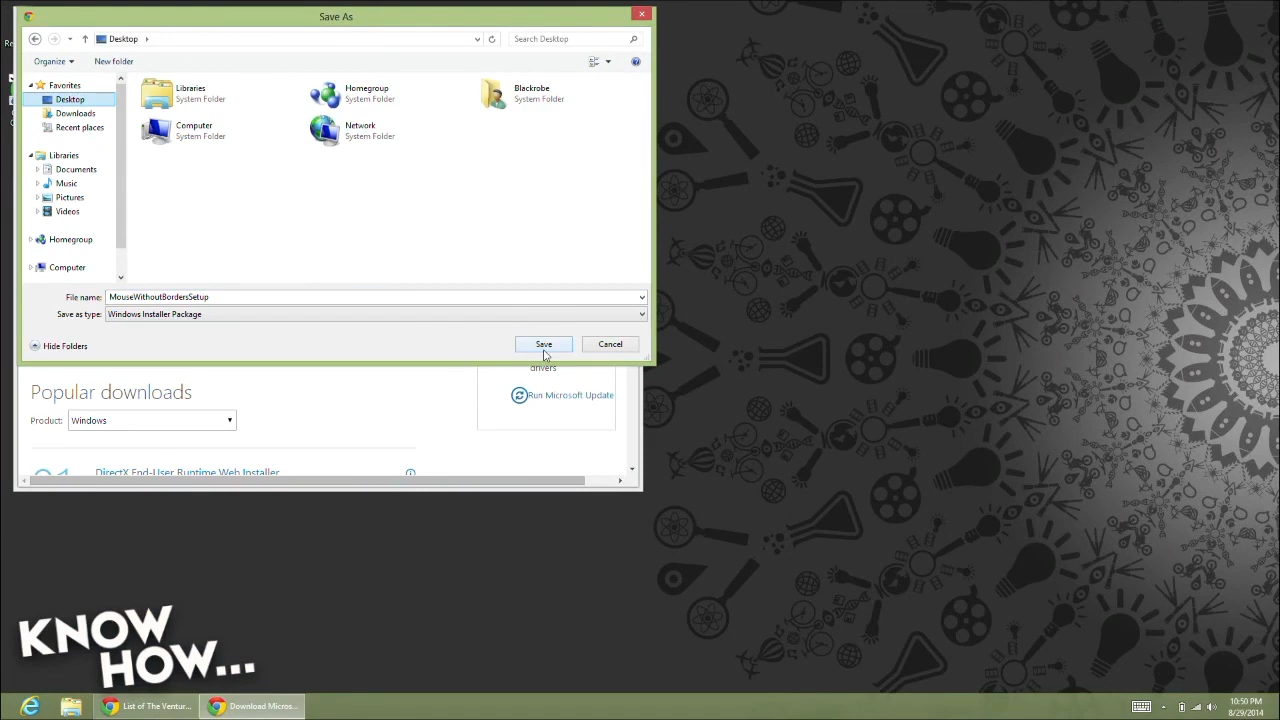 Save As
Desktop
Search Desktop
Organize
New folder
Favorites
Desktop
Downloads
Recent places
Libraries
Documents
Music
Pictures
Videos
Homegroup
Computer
Libraries
System Folder
Homegroup
System Folder
Blackrobe
System Folder
Computer
System Folder
Network
System Folder
File name: MouseWithoutBordersSetup
Save as type: Windows Installer Package
Hide Folders
Save
Cancel
drivers
Run Microsoft Update
Popular downloads
Product: Windows
DirectX End-User Runtime Web Installer
KNOW
HOW...
List of The Ventur...
Download Micros...
10:50 PM
8/29/2014